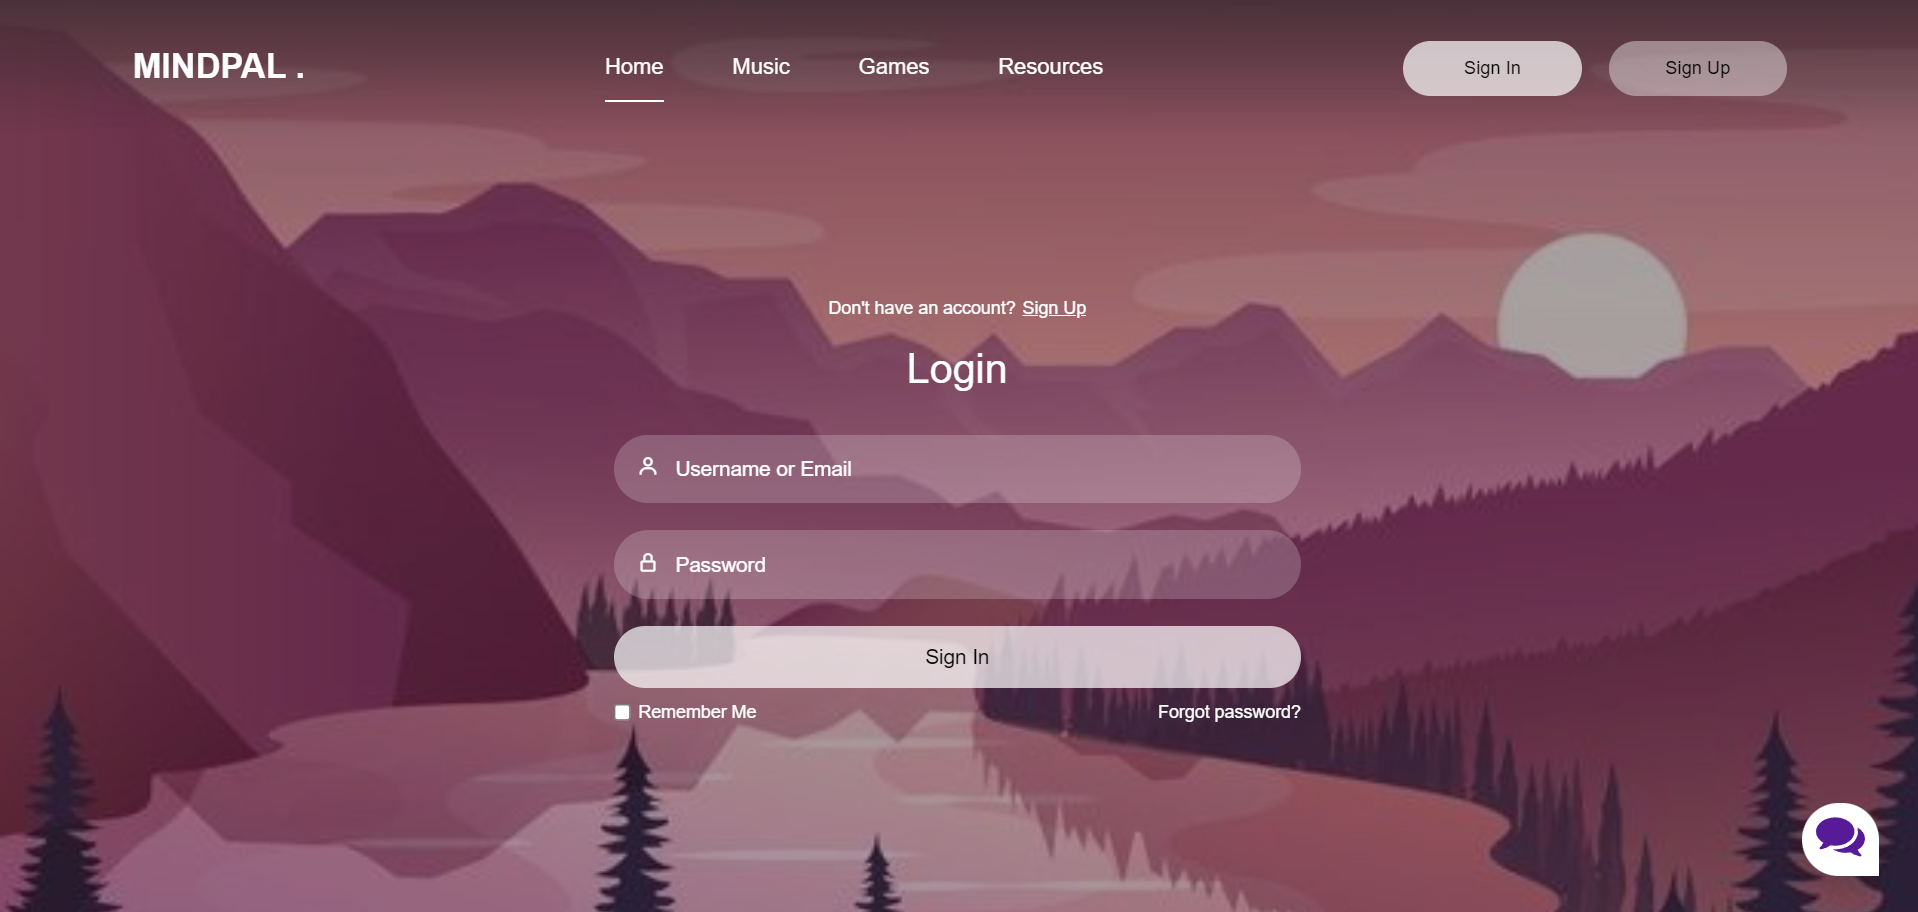 MINDPAL .
Home Music Games Resources
Sign In Sign Up
Don't have an account? Sign Up
Login
Username or Email
Password
Sign In
Remember Me Forgot password?